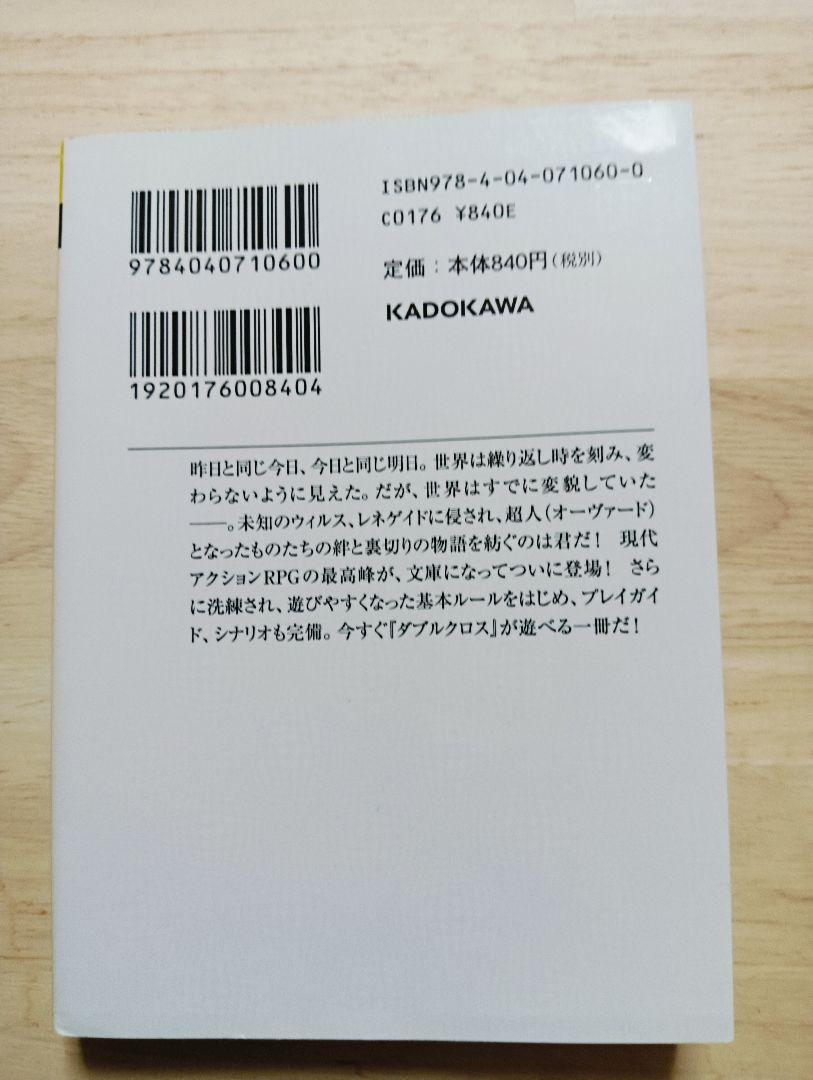 ISBN978-4-04-071060-0
C0176 ¥840E
定価：本体840円（税別）
KADOKAWA
9784040710600
1920176008404
昨日と同じ今日、今日と同じ明日。世界は繰り返し時を刻み、変
わらないように見えた。だが、世界はすでに変貌していた
――。未知のウィルス、レネゲイドに侵され、超人（オーヴァード）
となったものたちの絆と裏切りの物語を紡ぐのは君だ！　現代
アクションRPGの最高峰が、文庫になってついに登場！　さら
に洗練され、遊びやすくなった基本ルールをはじめ、プレイガイ
ド、シナリオも完備。今すぐ『ダブルクロス』が遊べる一冊だ！